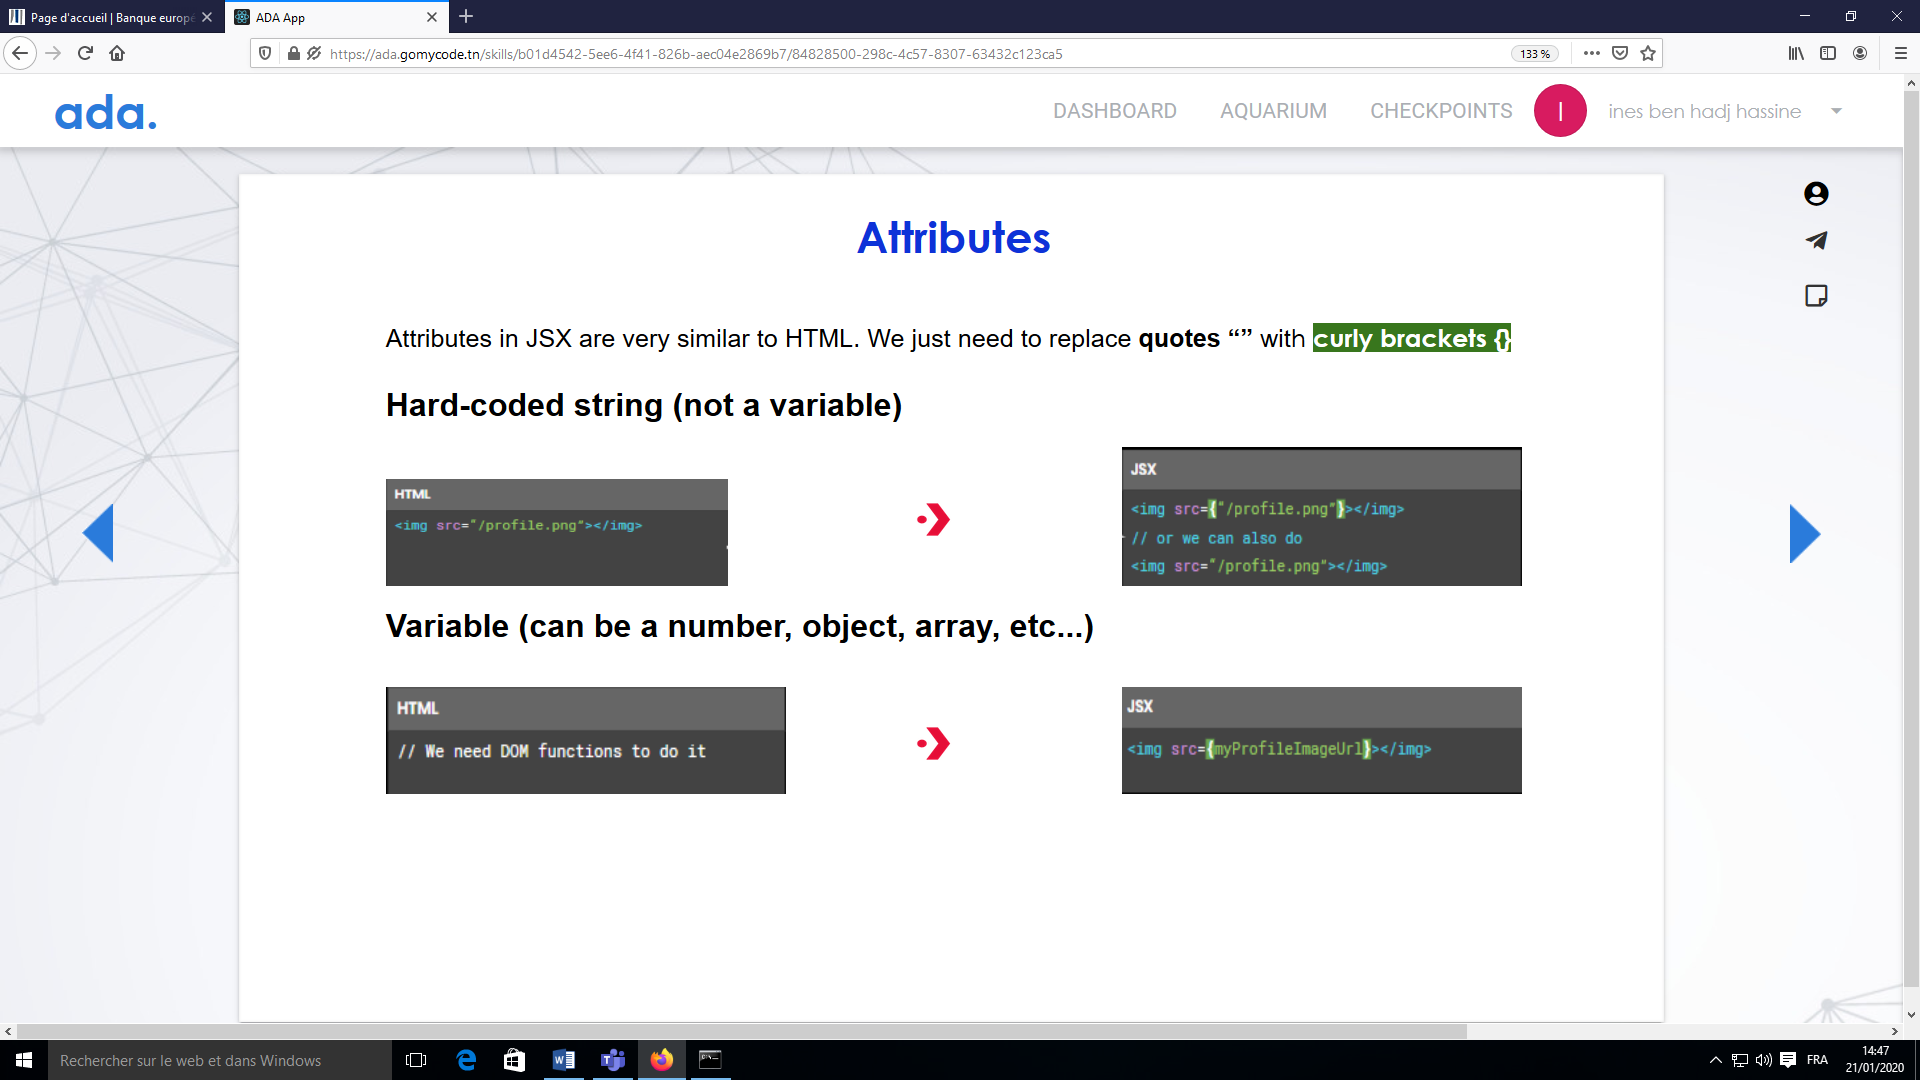 Page d'accueil | Banque europé
ADA App
https://ada.gomycode.tn/skills/b01d4542-5ee6-4f41-826b-aec04e2869b7/84828500-298c-4c57-8307-63432c123ca5
133 %
ada.
DASHBOARD
AQUARIUM
CHECKPOINTS
I
ines ben hadj hassine
Attributes
Attributes in JSX are very similar to HTML. We just need to replace quotes “” with curly brackets {}
Hard-coded string (not a variable)
HTML
<img src="/profile.png"></img>
JSX
<img src={"/profile.png"}></img>
// or we can also do
<img src="/profile.png"></img>
Variable (can be a number, object, array, etc...)
HTML
// We need DOM functions to do it
JSX
<img src={myProfileImageUrl}></img>
Rechercher sur le web et dans Windows
FRA
14:47
21/01/2020